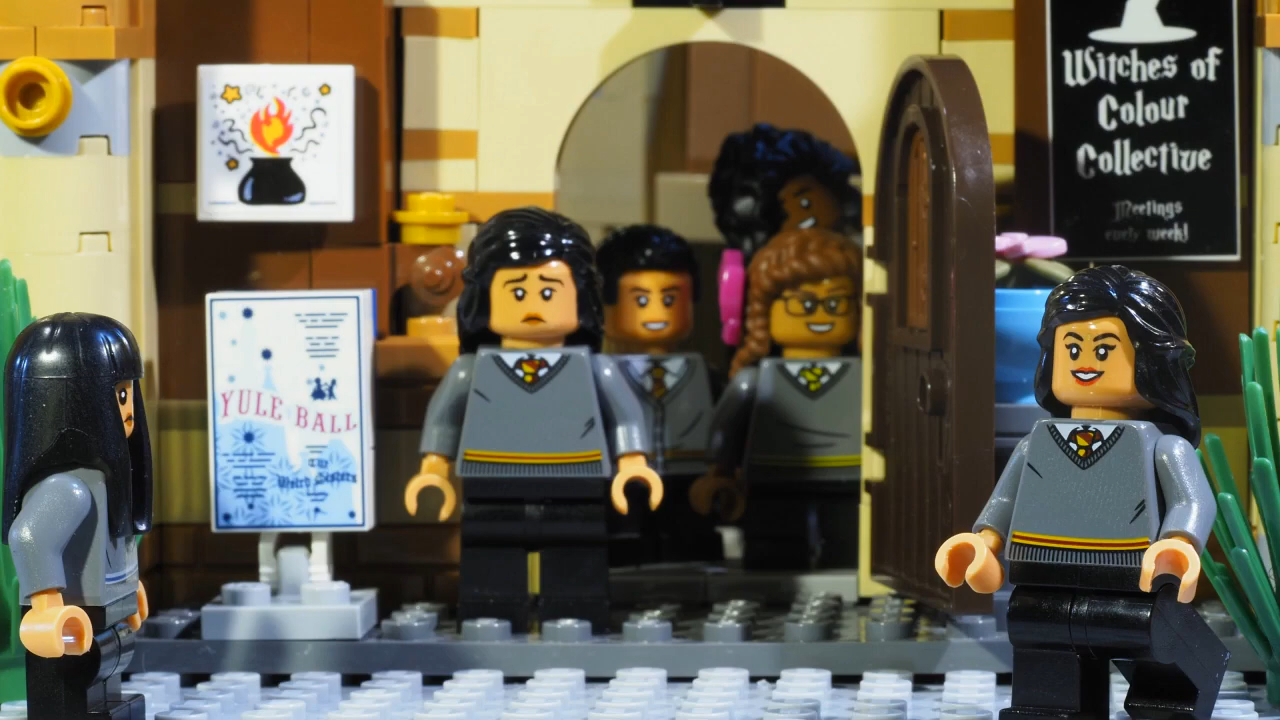 Witches of
Colour
Collective
Meetings
every week!
YULE BALL
The
Weird Sisters